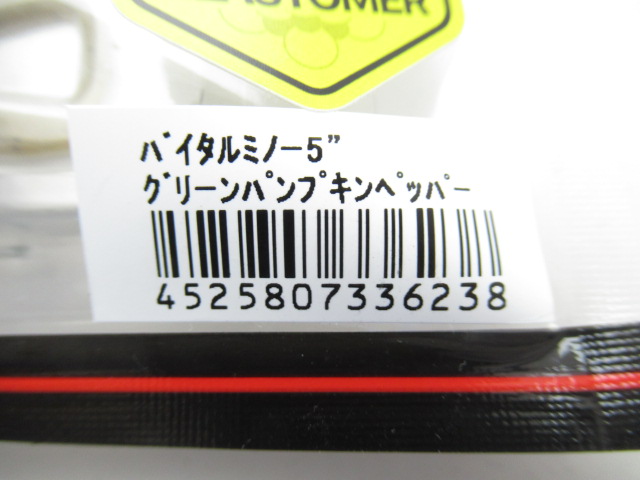 ELASTOMER
ﾊﾞｲﾀﾙﾐﾉｰ5"
ｸﾞﾘｰﾝﾊﾟﾝﾌﾟｷﾝﾍﾟｯﾊﾟｰ
4525807336238